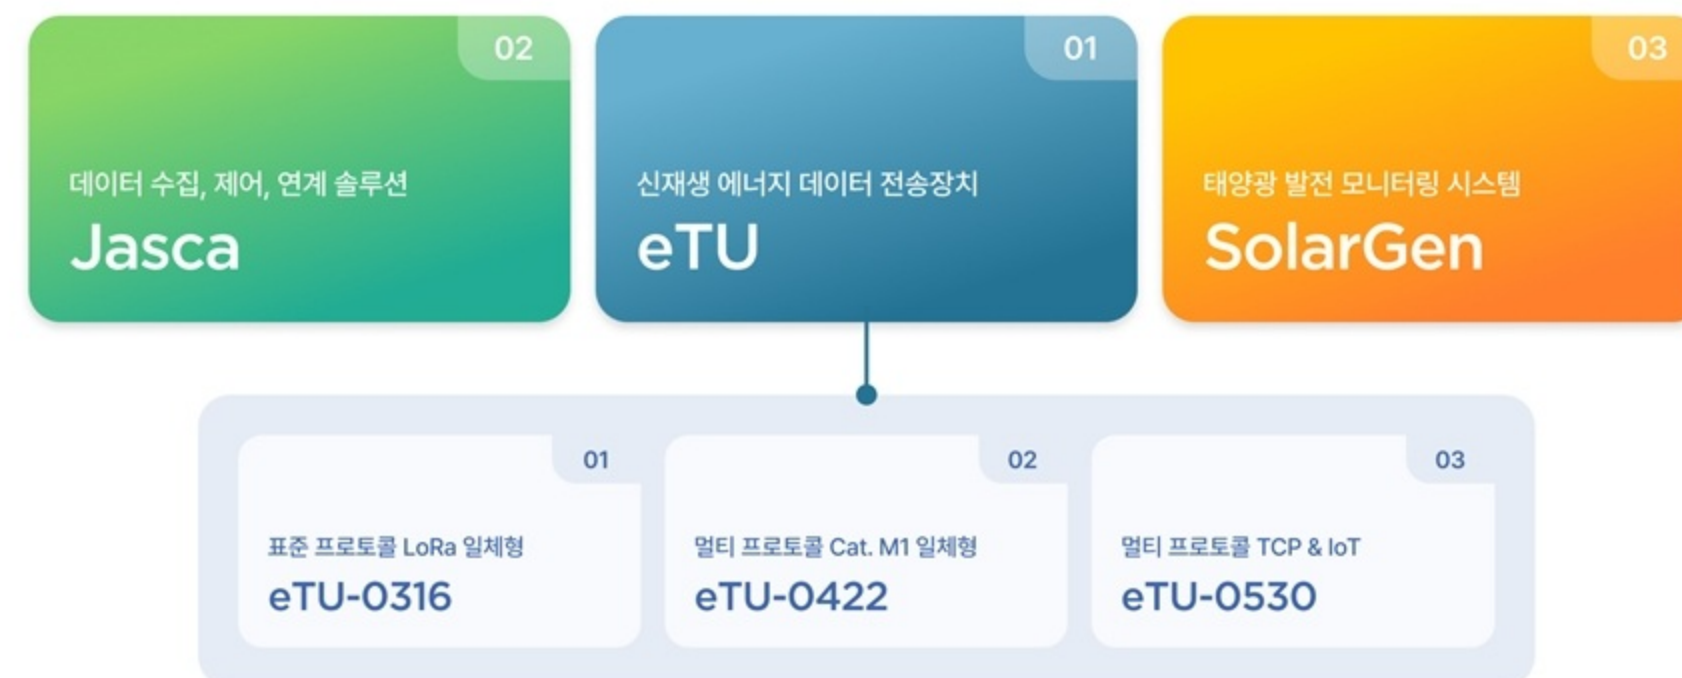 02
데이터 수집, 제어, 연계 솔루션
Jasca
01
신재생 에너지 데이터 전송장치
eTU
03
태양광 발전 모니터링 시스템
SolarGen
01
표준 프로토콜 LoRa 일체형
eTU-0316
02
멀티 프로토콜 Cat. M1 일체형
eTU-0422
03
멀티 프로토콜 TCP & IoT
eTU-0530